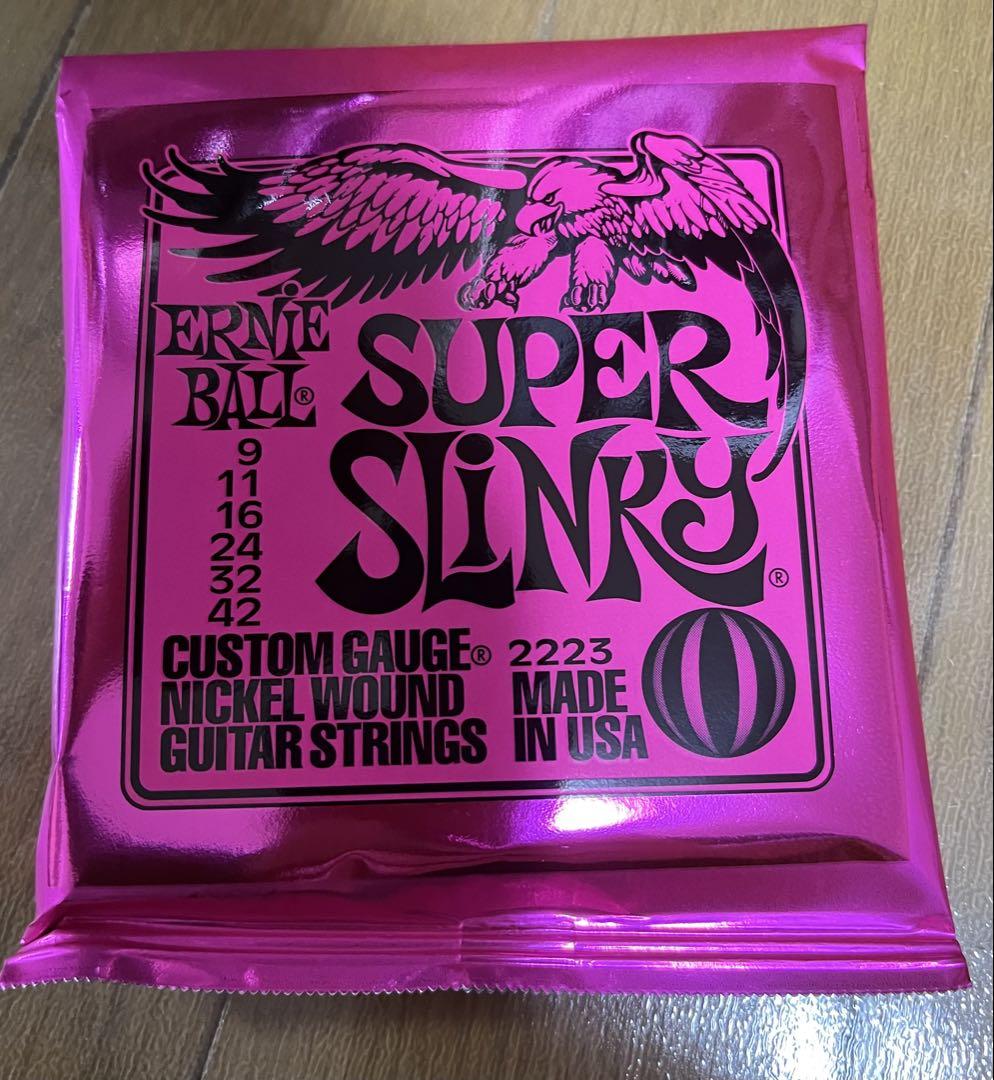 ERNiE
BALL®
SUPER
SLiNKY®
9
11
16
24
32
42
CUSTOM GAUGE®
NICKEL WOUND
GUITAR STRINGS
2223
MADE
IN USA